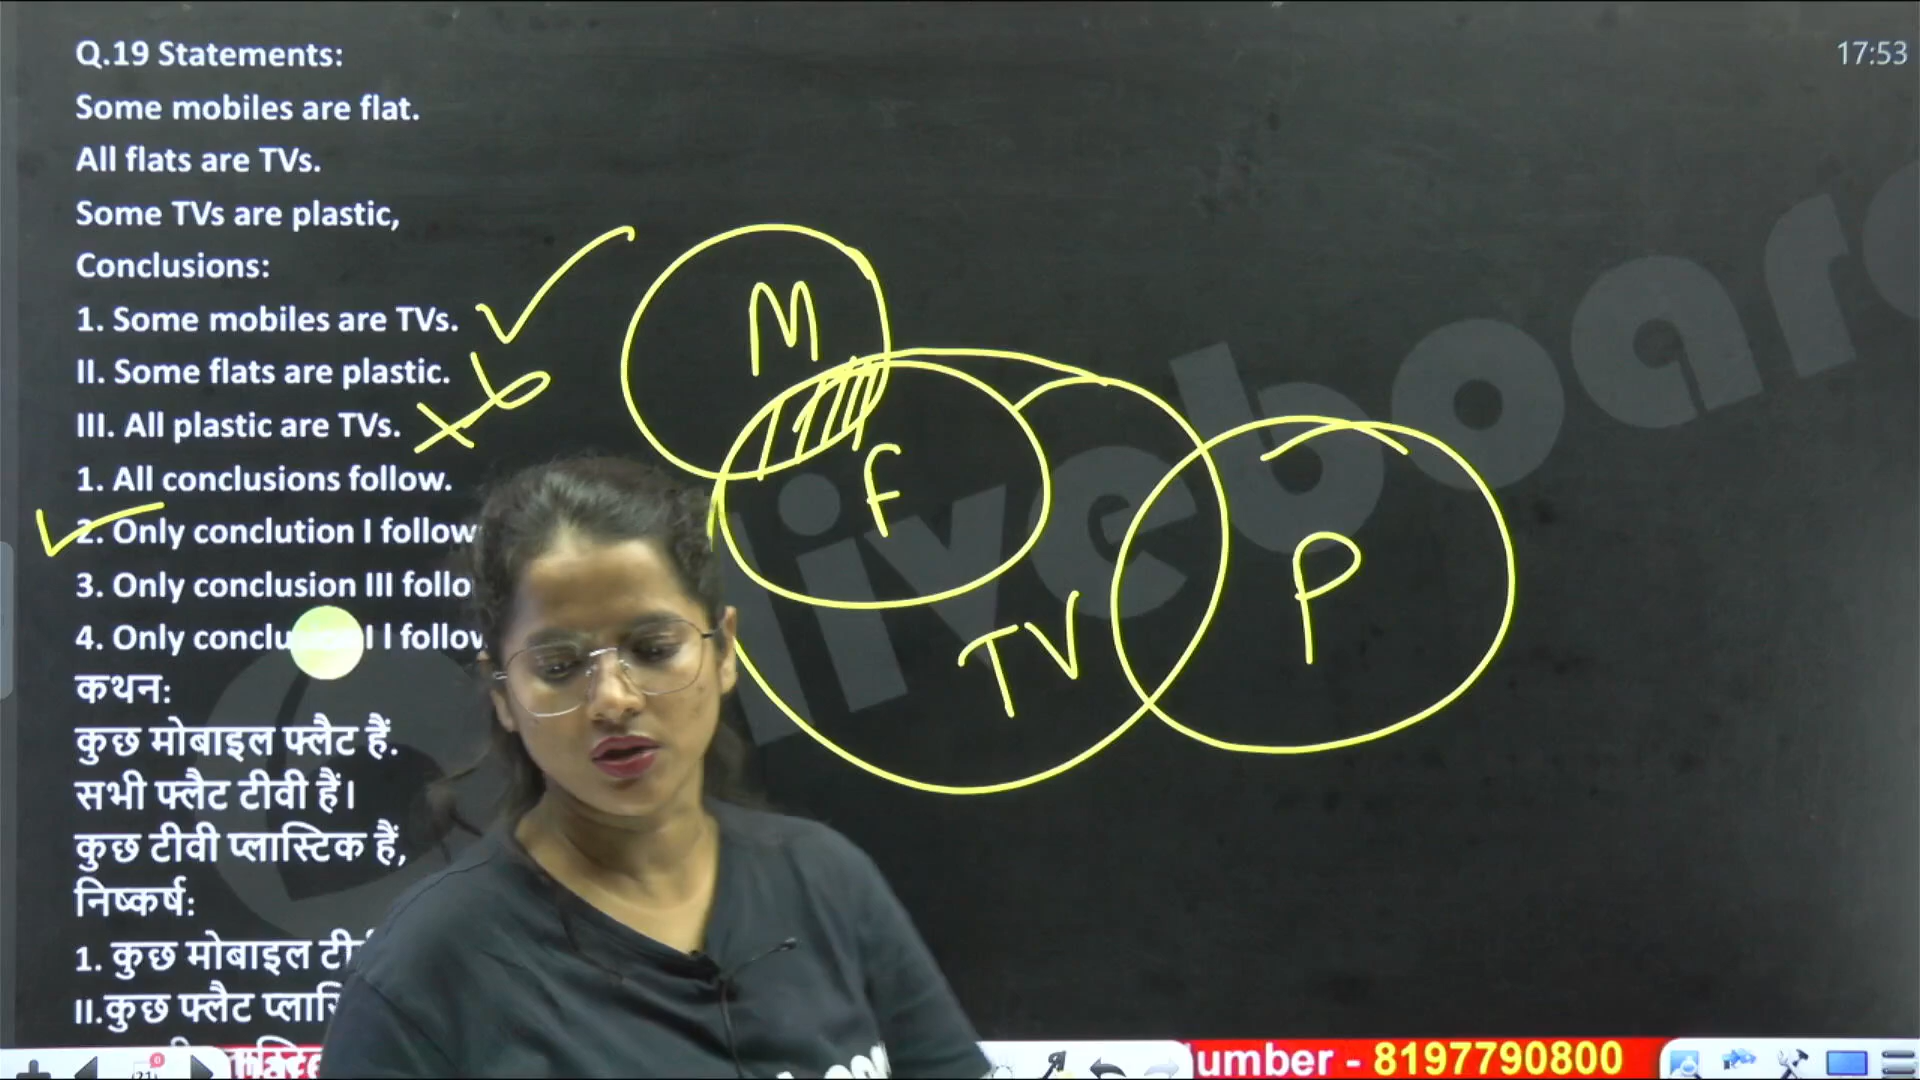 Q.19 Statements:
17:53
Some mobiles are flat.
All flats are TVs.
Some TVs are plastic,
Conclusions:
1. Some mobiles are TVs.
II. Some flats are plastic.
III. All plastic are TVs.
1. All conclusions follow.
2. Only conclution I follow
3. Only conclusion III follo
4. Only I l follow
कथन:
कुछ मोबाइल फ्लैट हैं.
सभी फ्लैट टीवी हैं।
कुछ टीवी प्लास्टिक हैं,
निष्कर्ष:
1. कुछ मोबाइल
II.कुछ फ्लैट
M
F
TV
P
liveboar
umber - 8197790800